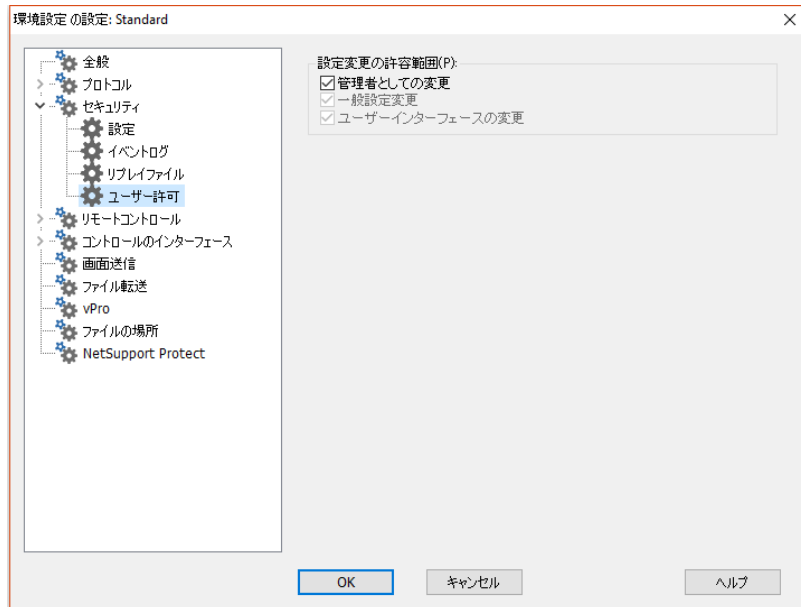 環境設定 の設定: Standard
全般
プロトコル
セキュリティ
設定
イベントログ
リプレイファイル
ユーザー許可
リモートコントロール
コントロールのインターフェース
画面送信
ファイル転送
vPro
ファイルの場所
NetSupport Protect
設定変更の許容範囲(P):
管理者としての変更
一般設定変更
ユーザーインターフェースの変更
OK
キャンセル
ヘルプ